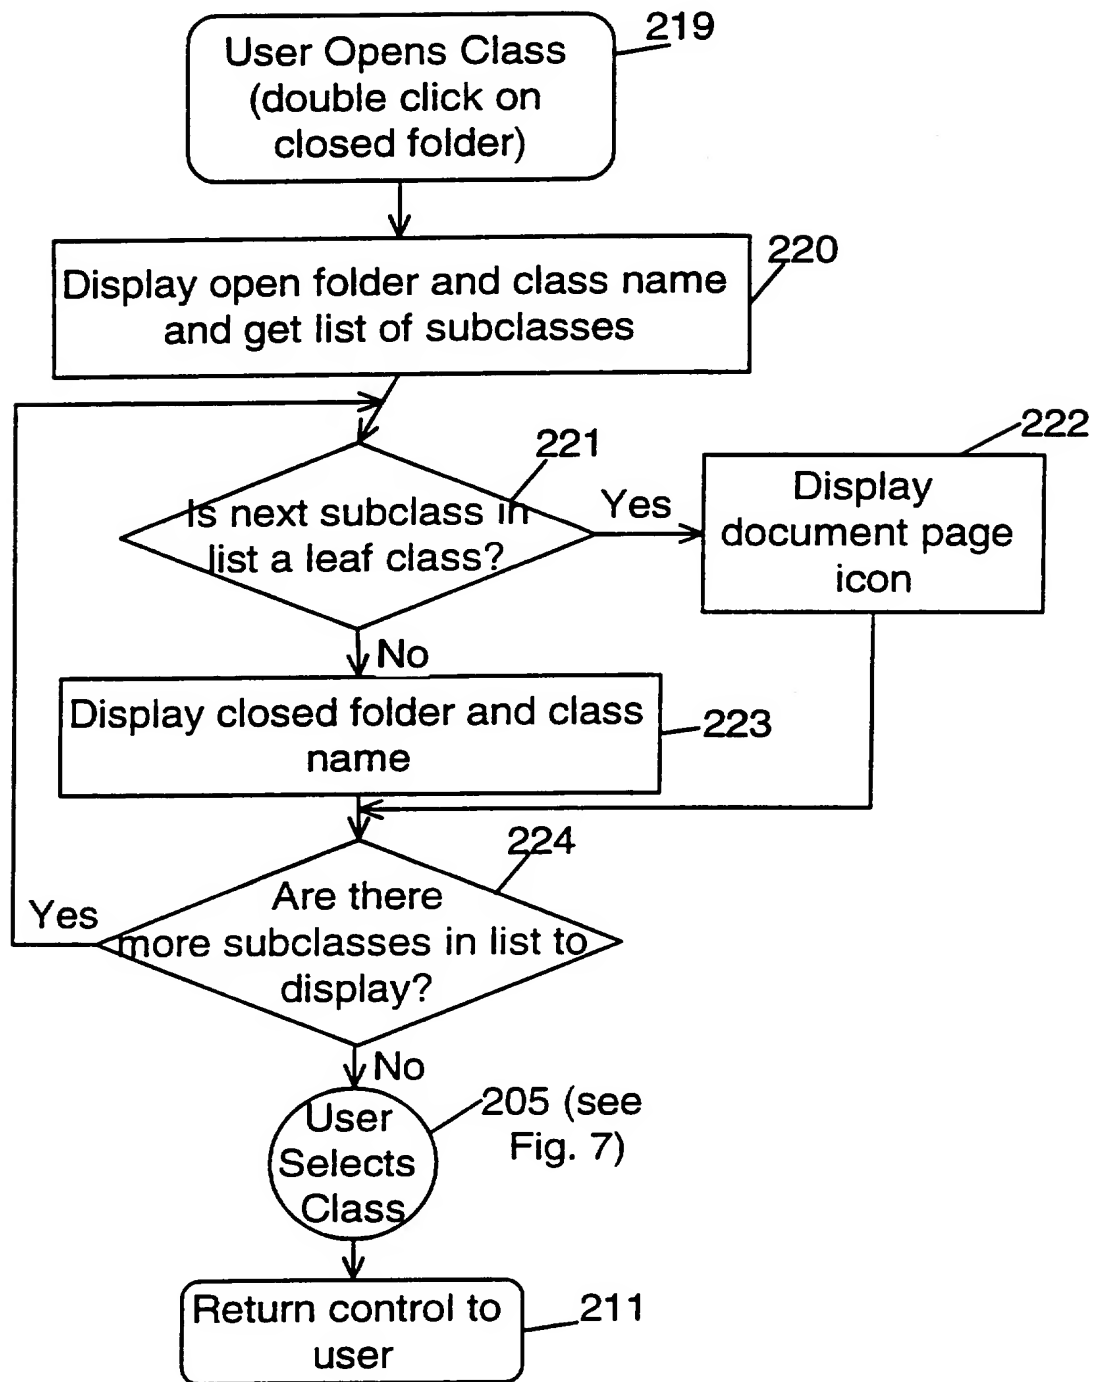 219
User Opens Class
(double click on
closed folder)
220
Display open folder and class name
and get list of subclasses
221
222
Is next subclass in
list a leaf class?
Yes
Display
document page
icon
No
Display closed folder and class
name
223
224
Are there
more subclasses in list to
display?
Yes
No
User
Selects
Class
205 (see
Fig. 7)
Return control to
user
211